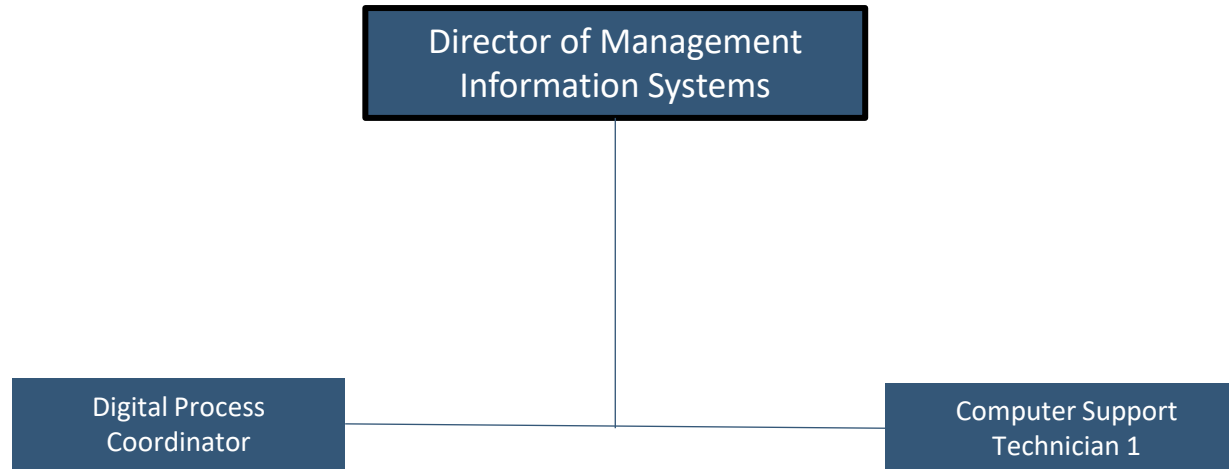 Director of Management
Information Systems
Digital Process
Coordinator
Computer Support
Technician 1